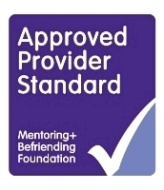 Approved
Provider
Standard
Mentoring+
Befriending
Foundation